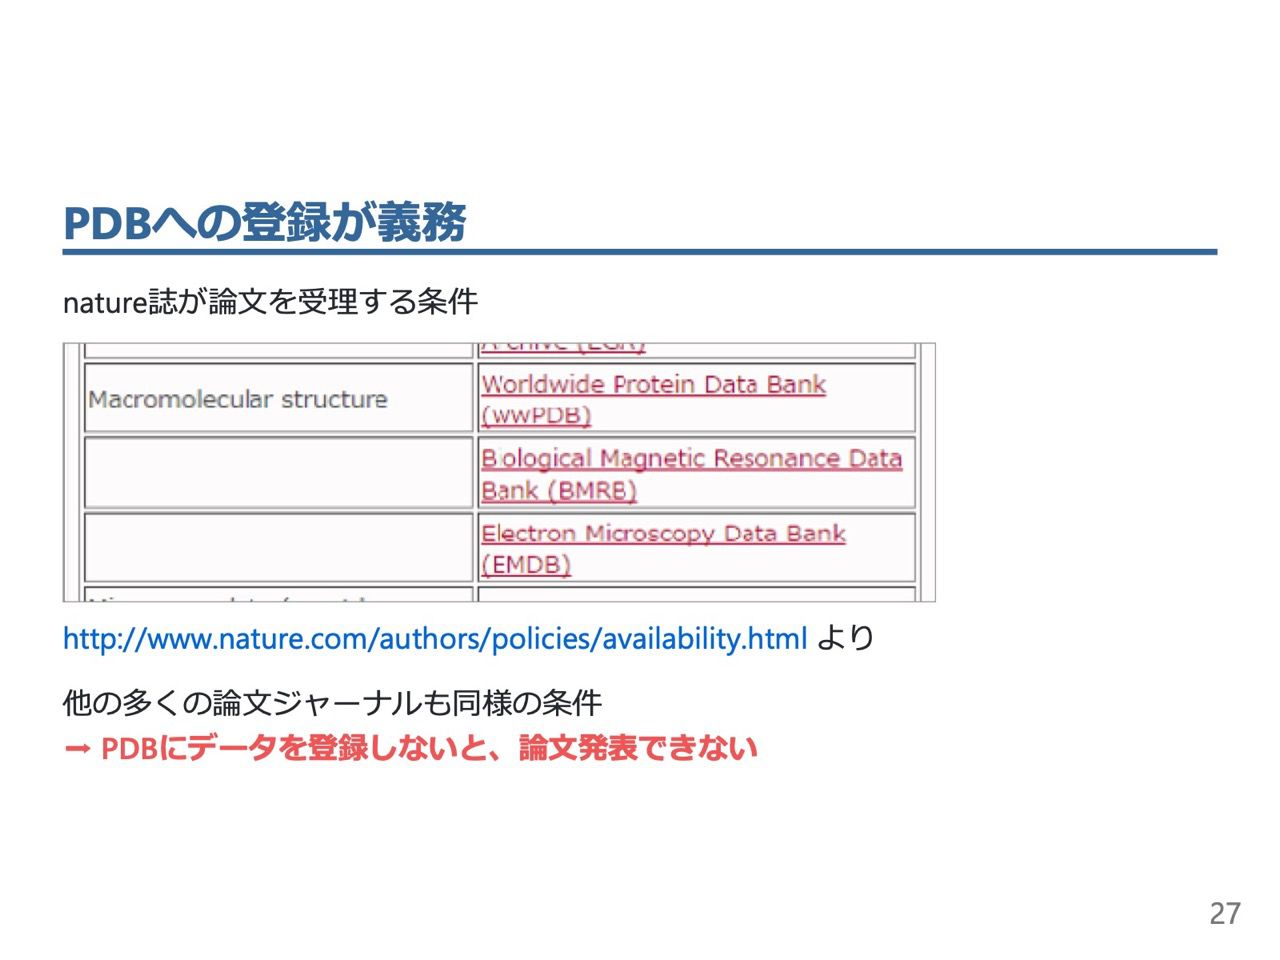 PDBへの登録が義務
nature誌が論文を受理する条件
Archive (EGA)
Macromolecular structure
Worldwide Protein Data Bank
(wwPDB)
Biological Magnetic Resonance Data
Bank (BMRB)
Electron Microscopy Data Bank
(EMDB)
http://www.nature.com/authors/policies/availability.html より
他の多くの論文ジャーナルも同様の条件
➡ PDBにデータを登録しないと、論文発表できない
27